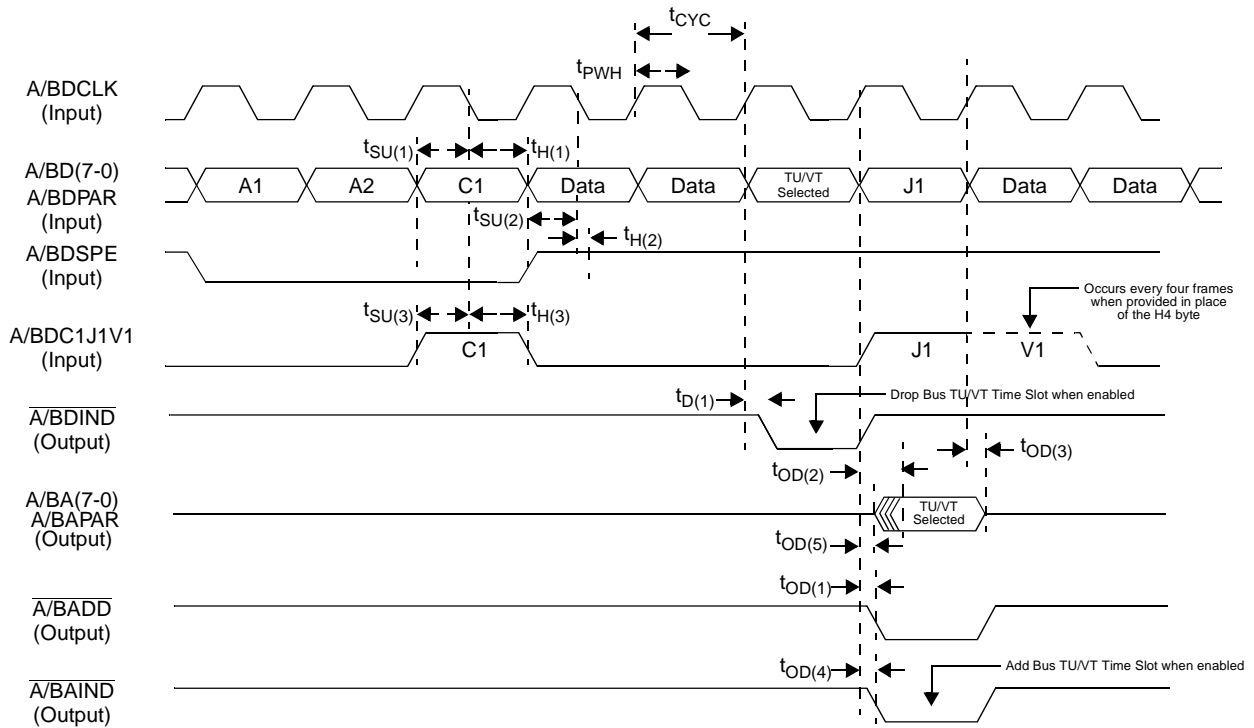 tCYC
tPWH
A/BDCLK
(Input)
tSU(1)
tH(1)
A/BD(7-0)
A/BDPAR
(Input)
A1
A2
C1
Data
Data
TU/VT
Selected
J1
Data
Data
tSU(2)
tH(2)
A/BDSPE
(Input)
Occurs every four frames
when provided in place
of the H4 byte
tSU(3)
tH(3)
A/BDC1J1V1
(Input)
C1
J1
V1
tD(1)
Drop Bus TU/VT Time Slot when enabled
A/BDIND
(Output)
tOD(3)
tOD(2)
A/BA(7-0)
A/BAPAR
(Output)
TU/VT
Selected
tOD(5)
tOD(1)
A/BADD
(Output)
tOD(4)
Add Bus TU/VT Time Slot when enabled
A/BAIND
(Output)